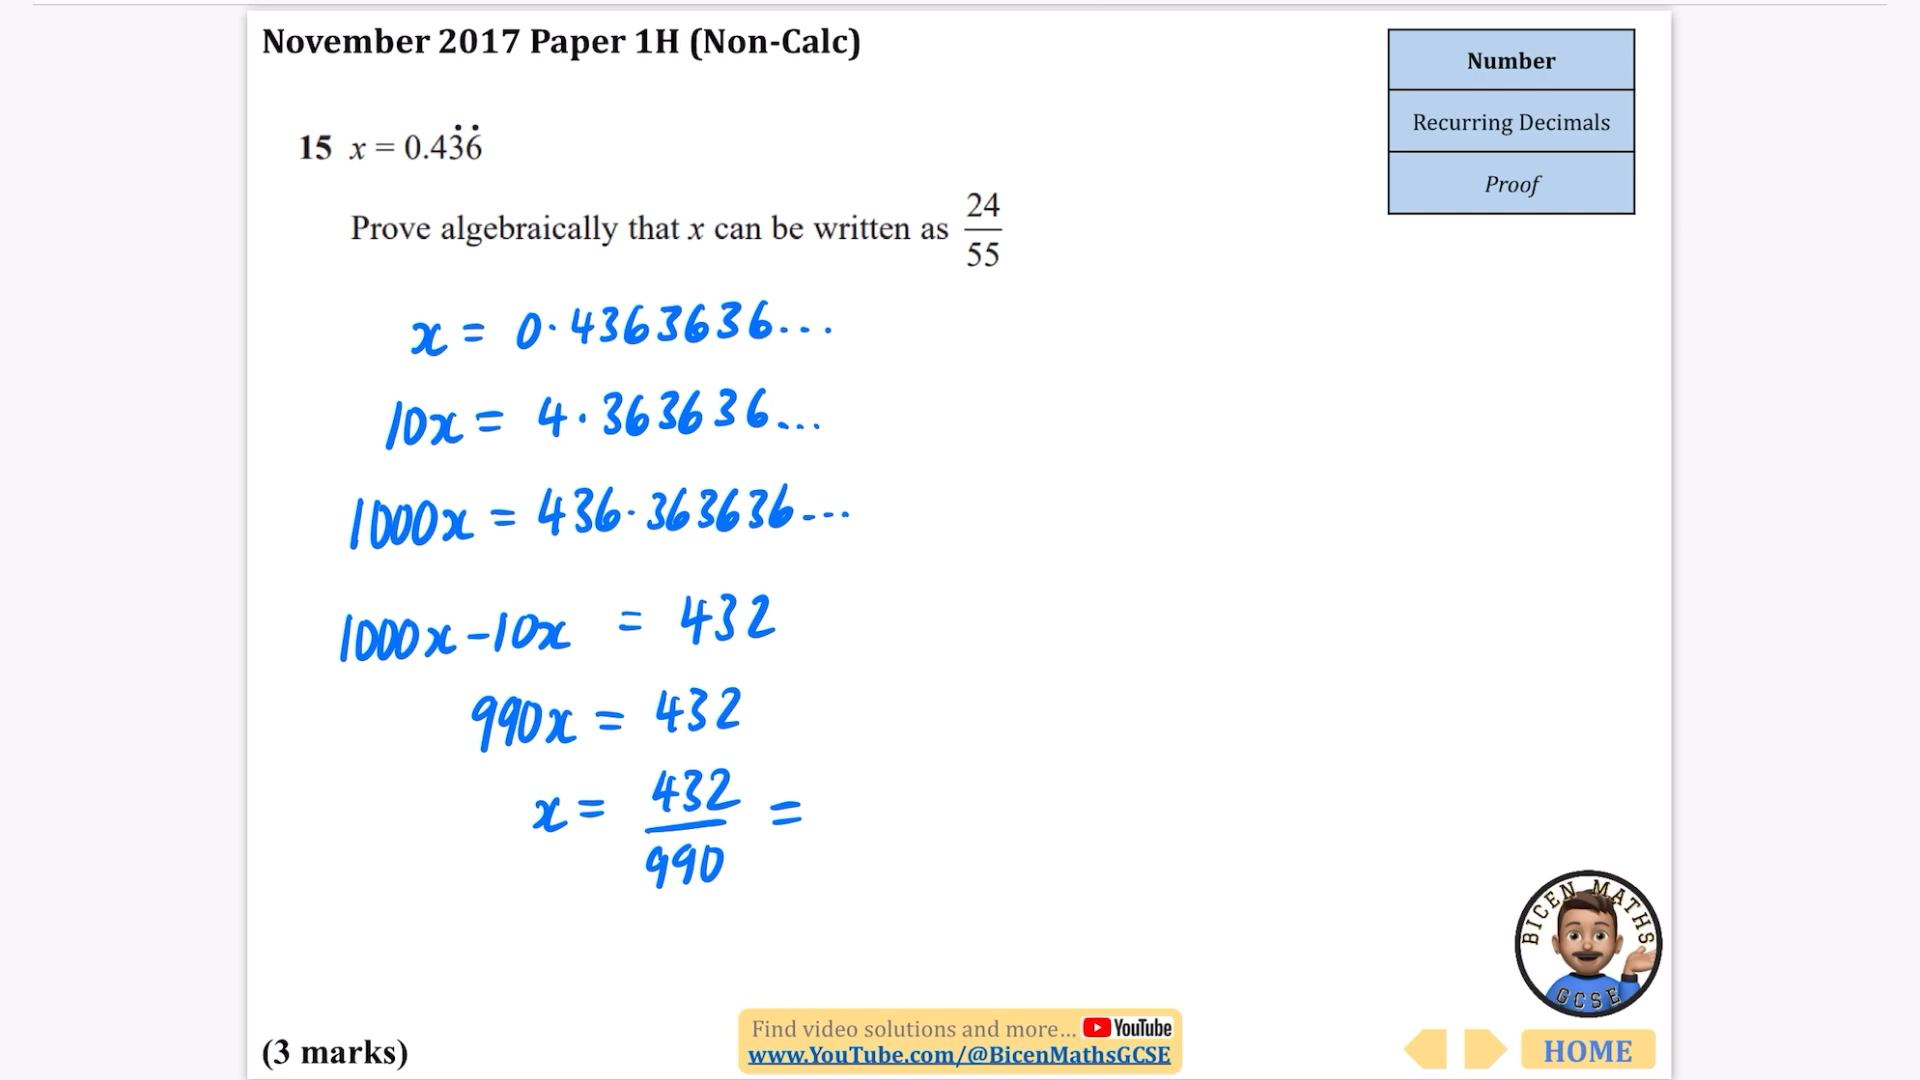 November 2017 Paper 1H (Non-Calc)
Number
Recurring Decimals
Proof
15 x = 0.43̇6̇
Prove algebraically that x can be written as 24/55
x = 0.4363636...
10x = 4.363636...
1000x = 436.363636...
1000x - 10x = 432
990x = 432
x = 432/990 =
BICEN MATHS
GCSE
(3 marks)
Find video solutions and more... YouTube
www.YouTube.com/@BicenMathsGCSE
HOME